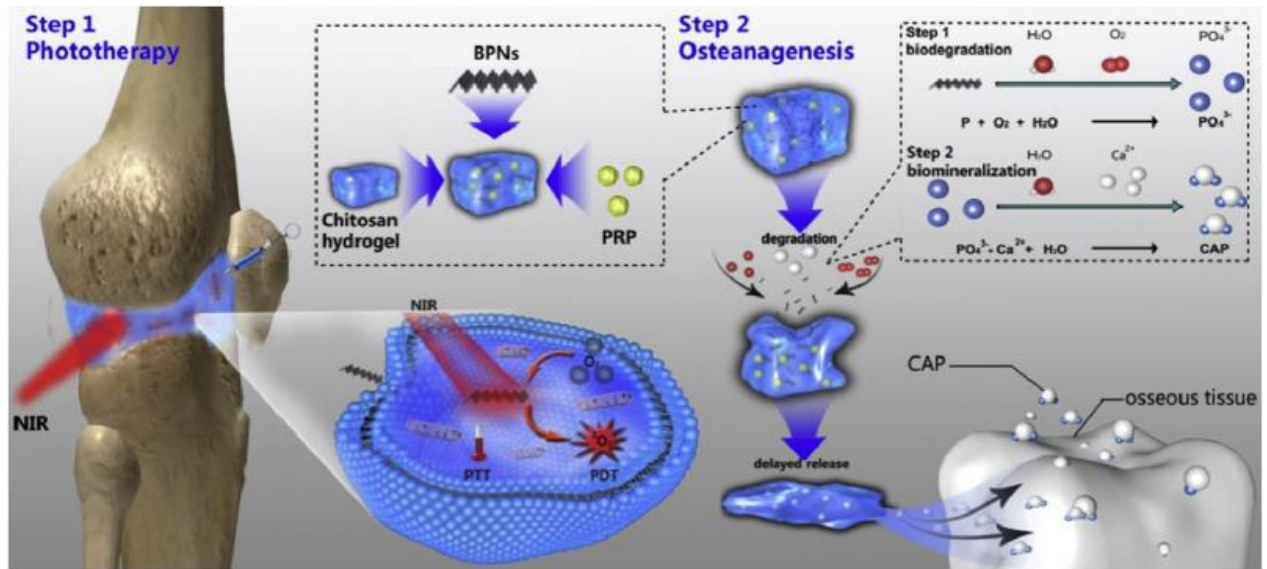 Step 1
Phototherapy
BPNs
Chitosan
hydrogel
PRP
NIR
NIR
PTT
PDT
Step 2
Osteanagenesis
degradation
delayed release
Step 1
biodegradation
H₂O
O₂
PO₄³⁻
P + O₂ + H₂O
PO₄³⁻
Step 2
biomineralization
H₂O
Ca²⁺
PO₄³⁻ + Ca²⁺ + H₂O
CAP
CAP
osseous tissue